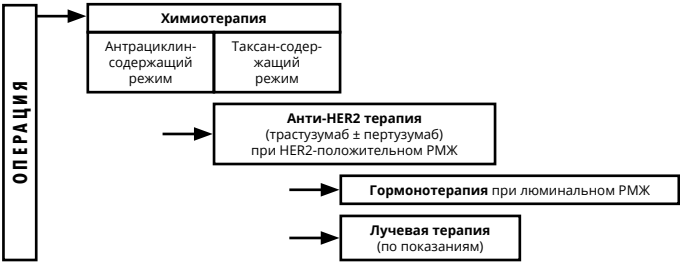 ОПЕРАЦИЯ
Химиотерапия
Антрациклин-
содержащий
режим
Таксан-содер-
жащий
режим
Анти-HER2 терапия
(трастузумаб ± пертузумаб)
при HER2-положительном РМЖ
Гормонотерапия при люминальном РМЖ
Лучевая терапия
(по показаниям)